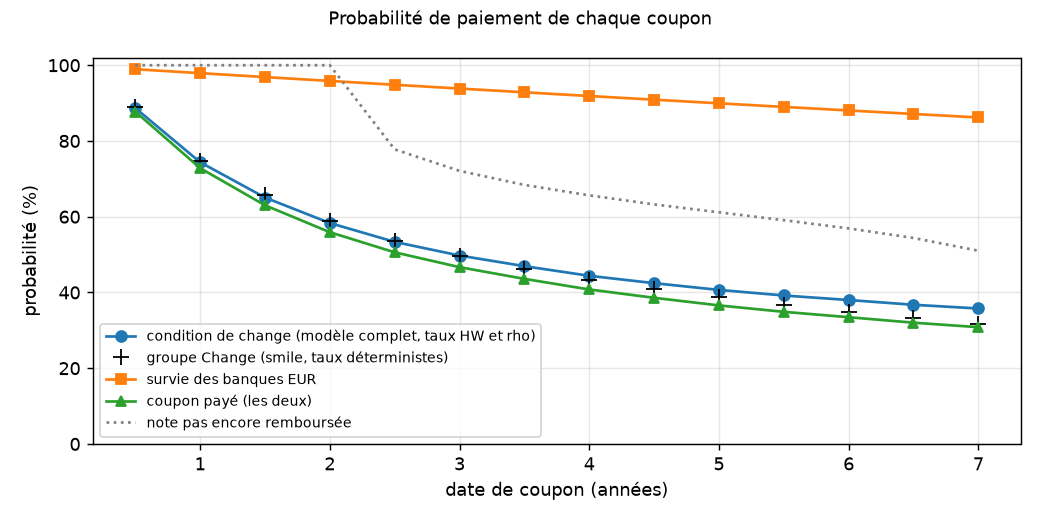 Probabilité de paiement de chaque coupon
100
80
60
40
20
0
probabilité (%)
condition de change (modèle complet, taux HW et rho)
groupe Change (smile, taux déterministes)
survie des banques EUR
coupon payé (les deux)
note pas encore remboursée
1 2 3 4 5 6 7
date de coupon (années)